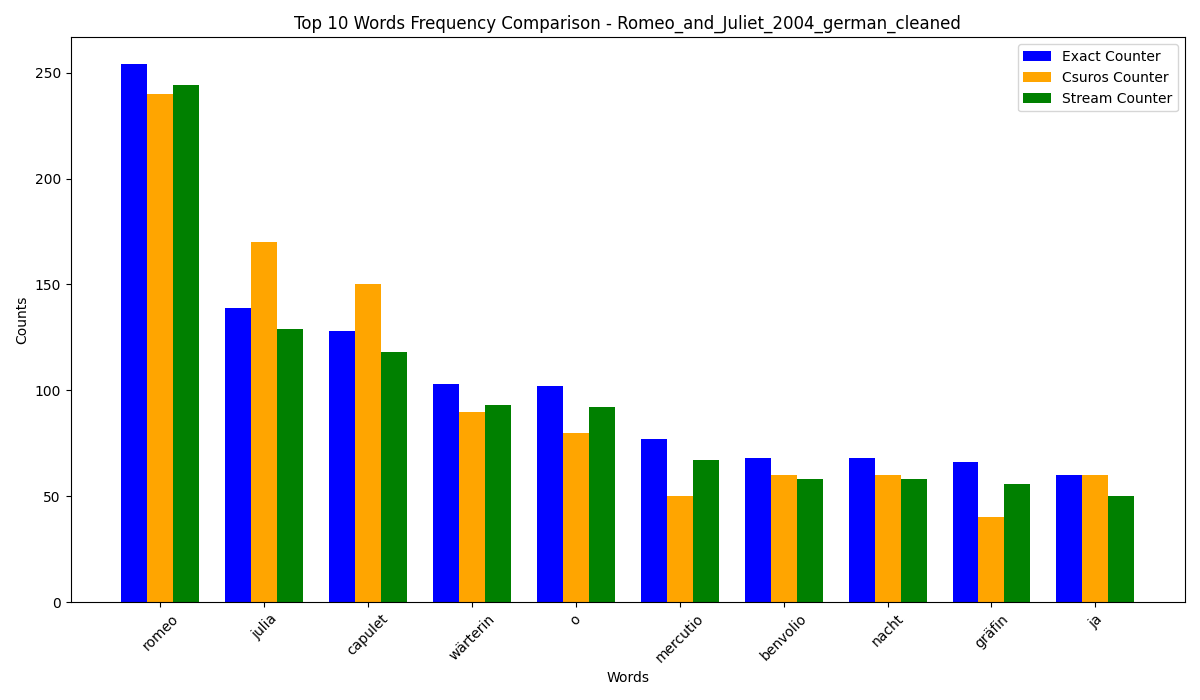 Top 10 Words Frequency Comparison - Romeo_and_Juliet_2004_german_cleaned
Exact Counter
Csuros Counter
Stream Counter
Counts
250
200
150
100
50
0
romeo
julia
capulet
wärterin
o
mercutio
benvolio
nacht
gräfin
ja
Words